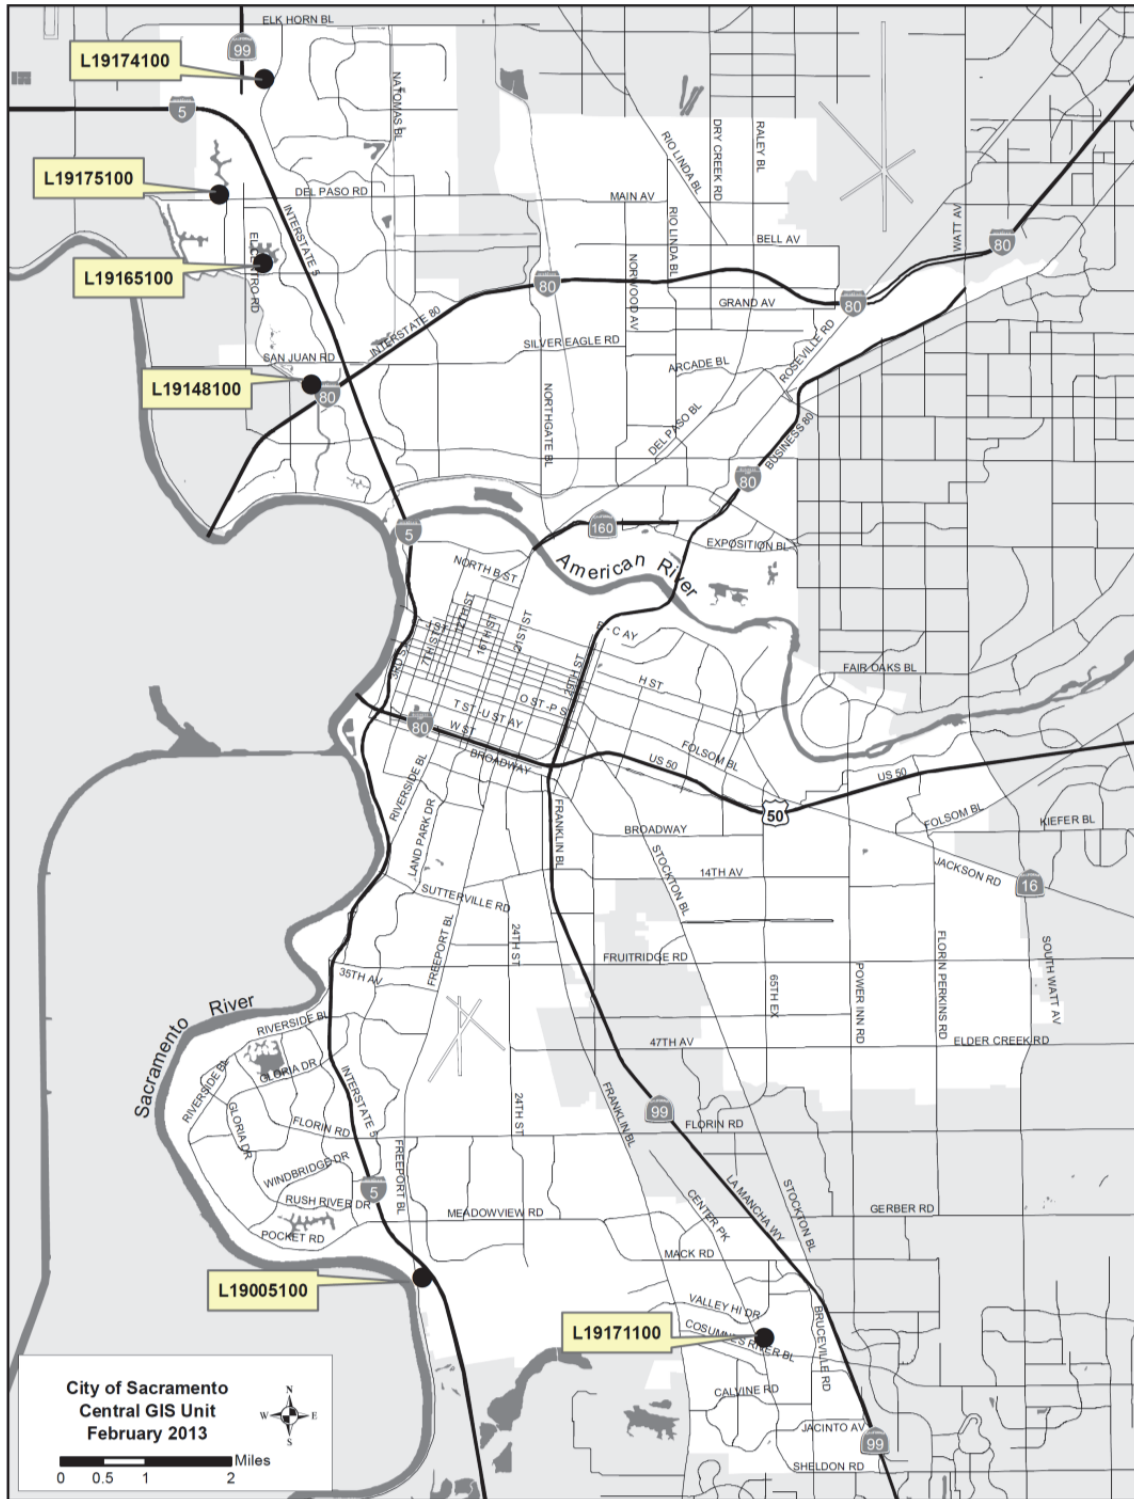 ELK HORN BL
99
L19174100
5
NATOMAS BL
RIO LINDA BL
DRY CREEK RD
RALEY BL
L19175100
DEL PASO RD
MAIN AV
INTERSTATE 5
EL CENTRO RD
L19165100
RIO LINDA BL
BELL AV
WATT AV
80
80
NORWOOD AV
GRAND AV
80
INTERSTATE 80
SILVER EAGLE RD
SAN JUAN RD
ARCADE BL
ROSEVILLE RD
L19148100
80
NORTHGATE BL
DEL PASO BL
BUSINESS 80
80
5
160
EXPOSITION BL
American River
NORTH B ST
12TH ST
16TH ST
21ST ST
7TH ST
3RD ST
29TH ST
H ST
FAIR OAKS BL
O ST-P S
T ST-U ST AY
W ST
80
BROADWAY
FOLSOM BL
US 50
US 50
50
RIVERSIDE BL
LAND PARK DR
FRANKLIN BL
BROADWAY
FOLSOM BL
KIEFER BL
STOCKTON BL
14TH AV
JACKSON RD
16
SUTTERVILLE RD
FREEPORT BL
24TH ST
FRUITRIDGE RD
35TH AV
65TH EX
POWER INN RD
FLORIN PERKINS RD
SOUTH WATT AV
Sacramento River
RIVERSIDE BL
47TH AV
ELDER CREEK RD
GLORIA DR
RIVERSIDE BL
GLORIA DR
INTERSTATE 5
24TH ST
FRANKLIN BL
99
FLORIN RD
FLORIN RD
FREEPORT BL
WINDBRIDGE DR
RUSH RIVER DR
5
MEADOWVIEW RD
CENTER PK
LA MANCHA WY
STOCKTON BL
GERBER RD
POCKET RD
MACK RD
L19005100
VALLEY HI DR
L19171100
COSUMNES RIVER BL
BRUCEVILLE RD
CALVINE RD
JACINTO AV
99
SHELDON RD
City of Sacramento
Central GIS Unit
February 2013
N
W E
S
Miles
0 0.5 1 2